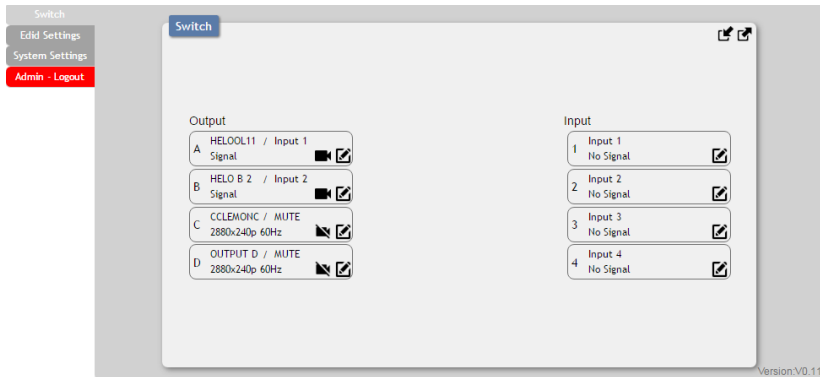 Switch
Edid Settings
System Settings
Admin - Logout
Switch
Output
A
HELOOL11 / Input 1
Signal
B
HELO B 2 / Input 2
Signal
C
CCLEMONC / MUTE
2880x240p 60Hz
D
OUTPUT D / MUTE
2880x240p 60Hz
Input
1
Input 1
No Signal
2
Input 2
No Signal
3
Input 3
No Signal
4
Input 4
No Signal
Version:V0.11